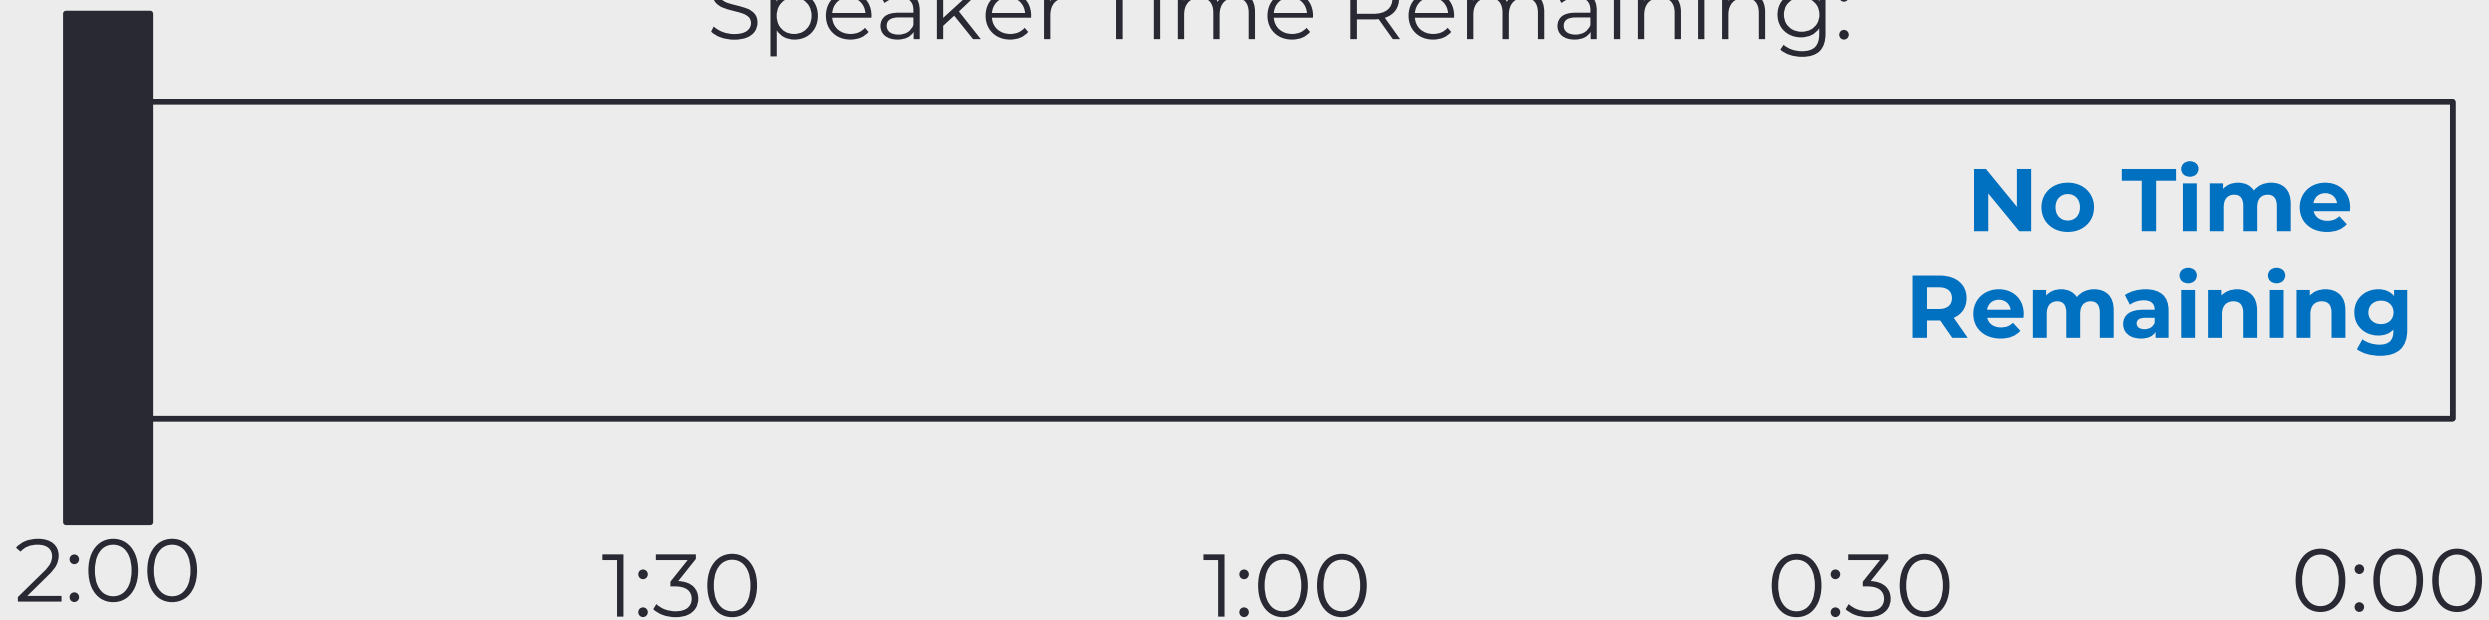 Speaker Time Remaining:
No Time
Remaining
2:00 1:30 1:00 0:30 0:00